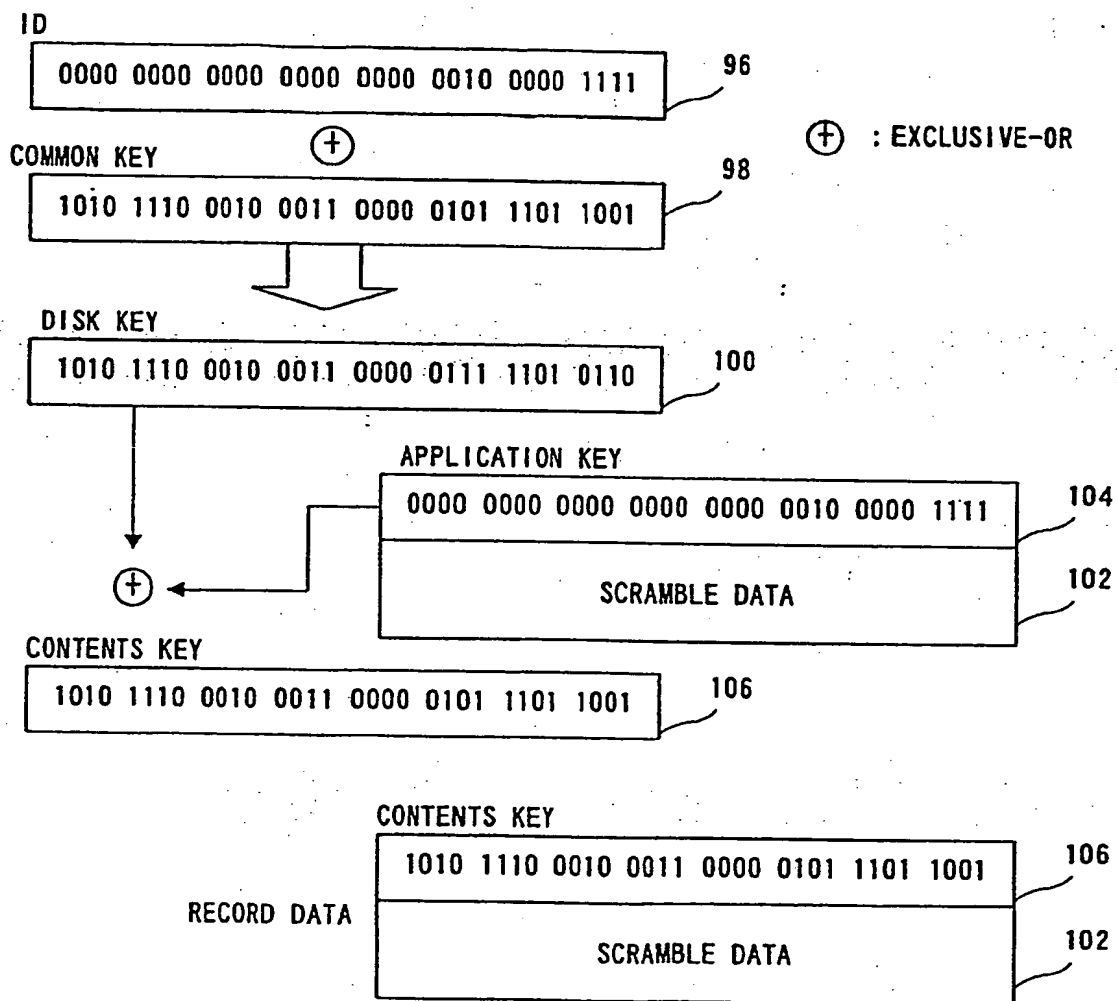 ID
0000 0000 0000 0000 0000 0010 0000 1111
96
⊕ : EXCLUSIVE-OR
⊕
COMMON KEY
98
1010 1110 0010 0011 0000 0101 1101 1001
DISK KEY
1010 1110 0010 0011 0000 0111 1101 0110
100
APPLICATION KEY
0000 0000 0000 0000 0000 0010 0000 1111
104
⊕
SCRAMBLE DATA
102
CONTENTS KEY
1010 1110 0010 0011 0000 0101 1101 1001
106
CONTENTS KEY
1010 1110 0010 0011 0000 0101 1101 1001
106
RECORD DATA
SCRAMBLE DATA
102